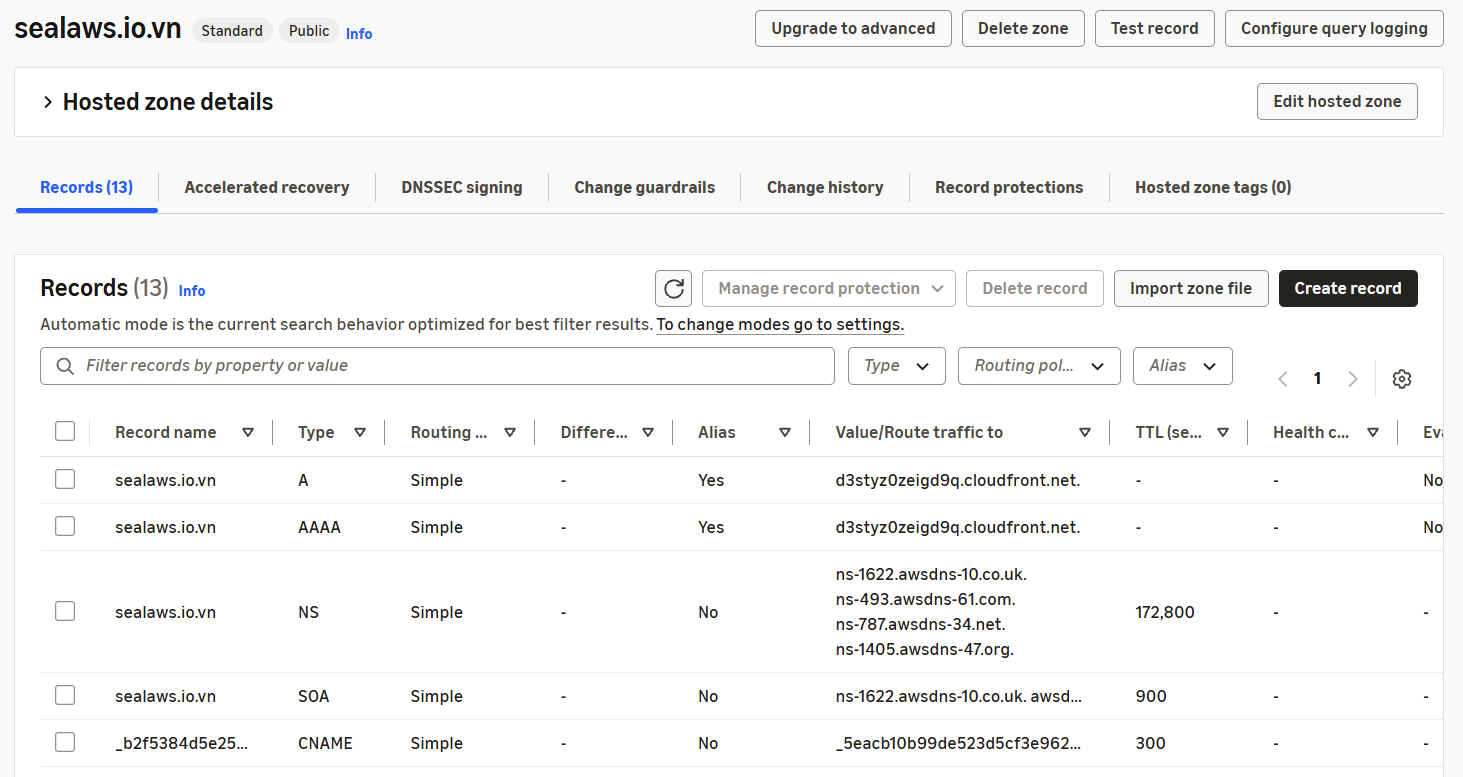 sealaws.io.vn Standard Public Info Upgrade to advanced Delete zone Test record Configure query logging
Hosted zone details Edit hosted zone
Records (13) Accelerated recovery DNSSEC signing Change guardrails Change history Record protections Hosted zone tags (0)
Records (13) Info Manage record protection Delete record Import zone file Create record
Automatic mode is the current search behavior optimized for best filter results. To change modes go to settings.
Filter records by property or value Type Routing pol... Alias 1
Record name Type Routing ... Differe... Alias Value/Route traffic to TTL (se... Health c... Eva
sealaws.io.vn A Simple - Yes d3styz0zeigd9q.cloudfront.net. - - No
sealaws.io.vn AAAA Simple - Yes d3styz0zeigd9q.cloudfront.net. - - No
ns-1622.awsdns-10.co.uk.
ns-493.awsdns-61.com.
sealaws.io.vn NS Simple - No 172,800 - -
ns-787.awsdns-34.net.
ns-1405.awsdns-47.org.
sealaws.io.vn SOA Simple - No ns-1622.awsdns-10.co.uk. awsd... 900 - -
_b2f5384d5e25... CNAME Simple - No _5eacb10b99de523d5cf3e962... 300 - -